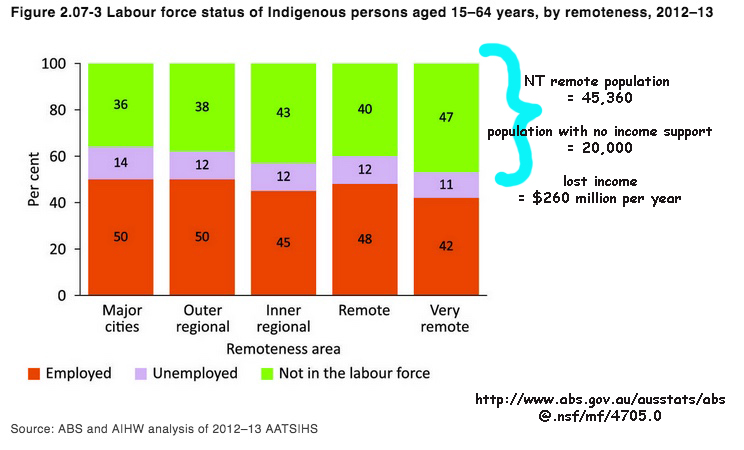 Figure 2.07-3 Labour force status of Indigenous persons aged 15–64 years, by remoteness, 2012–13
100
80
60
40
20
0
Per cent
36
38
43
40
47
14
12
12
12
11
50
50
45
48
42
Major
cities
Outer
regional
Inner
regional
Remote
Very
remote
Remoteness area
Employed
Unemployed
Not in the labour force
NT remote population
= 45,360
population with no income support
= 20,000
lost income
= $260 million per year
http://www.abs.gov.au/ausstats/abs
@.nsf/mf/4705.0
Source: ABS and AIHW analysis of 2012–13 AATSIHS